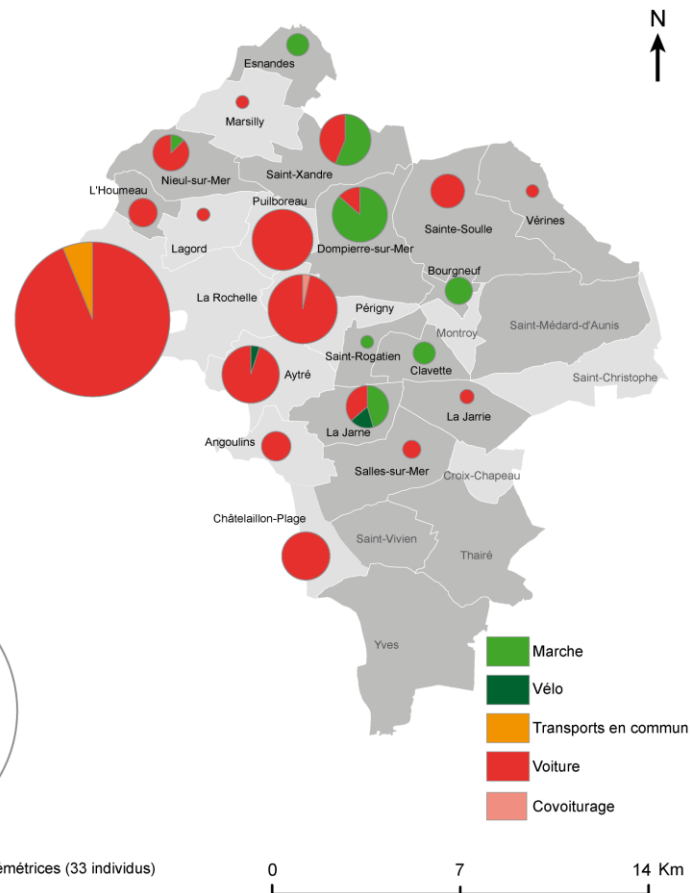 N
Esnandes
Marsilly
Nieul-sur-Mer
Saint-Xandre
L'Houmeau
Puilboreau
Sainte-Soulle
Vérines
Lagord
Dompierre-sur-Mer
Bourgneuf
La Rochelle
Périgny
Montroy
Saint-Médard-d'Aunis
Saint-Rogatien
Clavette
Aytré
Saint-Christophe
La Jarne
La Jarrie
Angoulins
Salles-sur-Mer
Croix-Chapeau
Châtelaillon-Plage
Saint-Vivien
Thairé
Yves
Marche
Vélo
Transports en commun
Voiture
Covoiturage
(33 individus)
0 7 14 Km